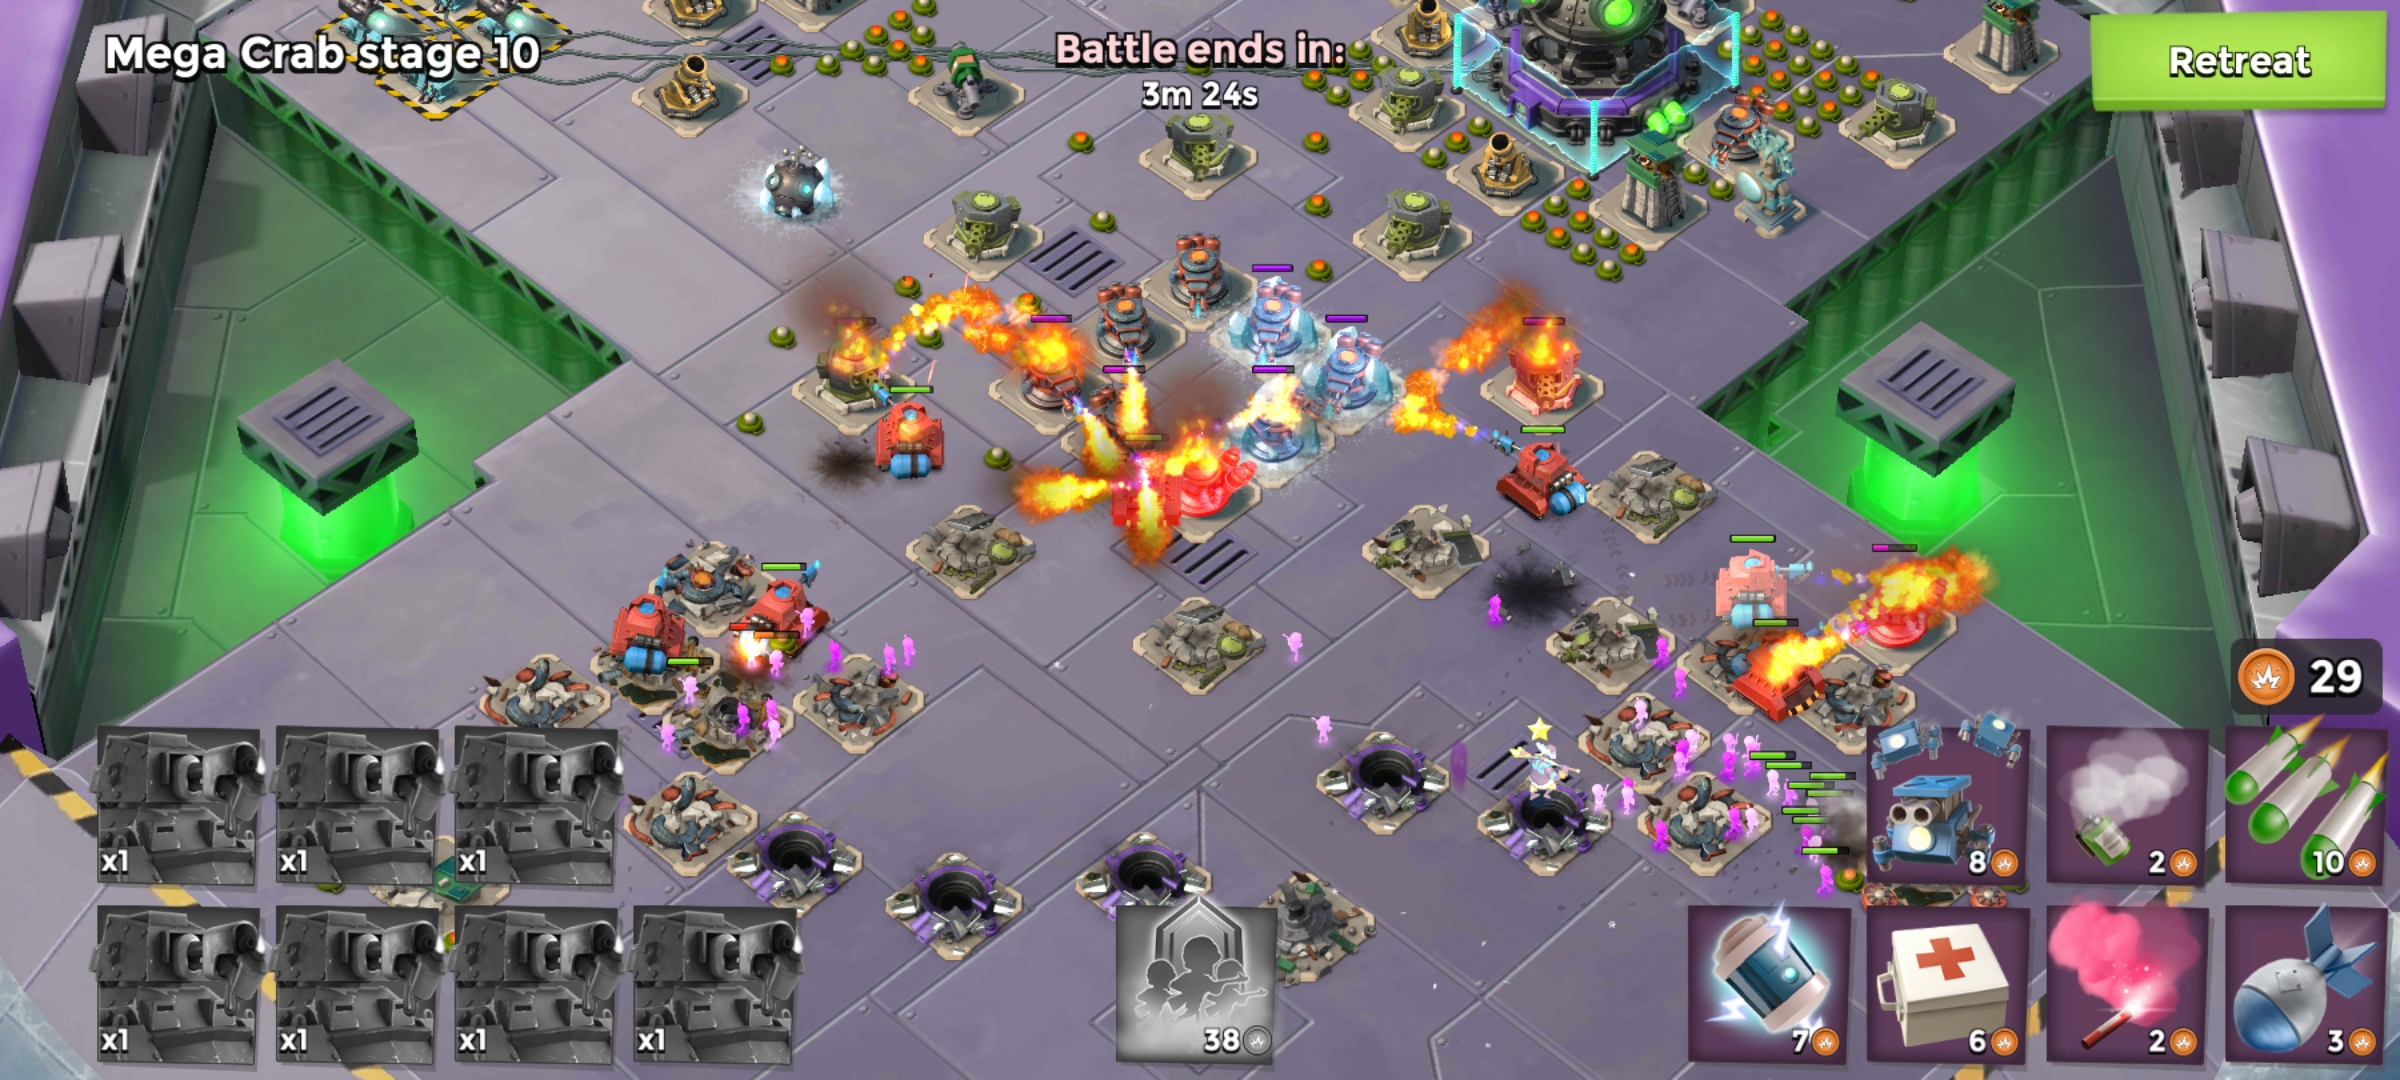 Mega Crab stage 10
Battle ends in:
3m 24s
Retreat
29
x1
x1
x1
8
2
10
x1
x1
x1
x1
38
7
6
2
3